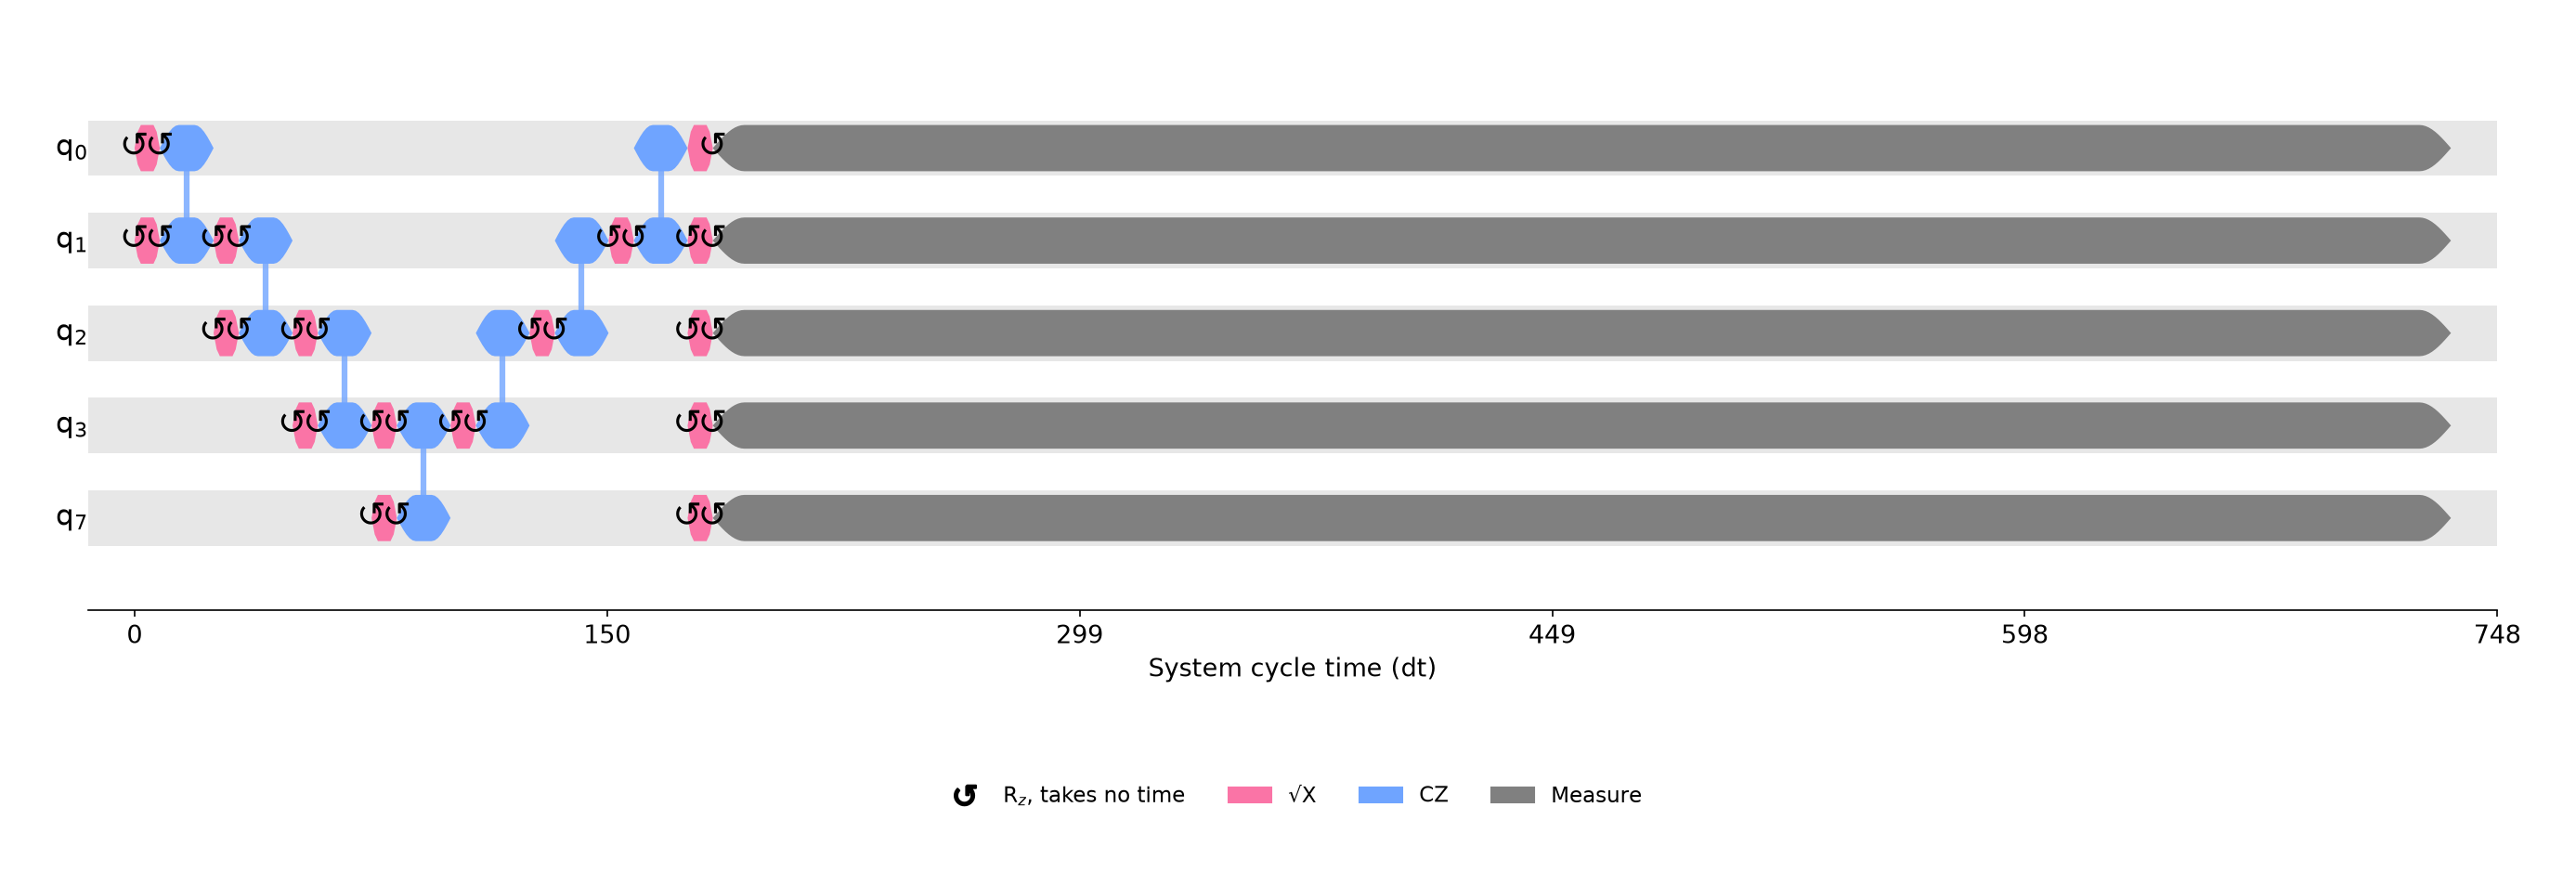 q0
q1
q2
q3
q7
0 150 299 449 598 748
System cycle time (dt)
Rz, takes no time √X CZ Measure